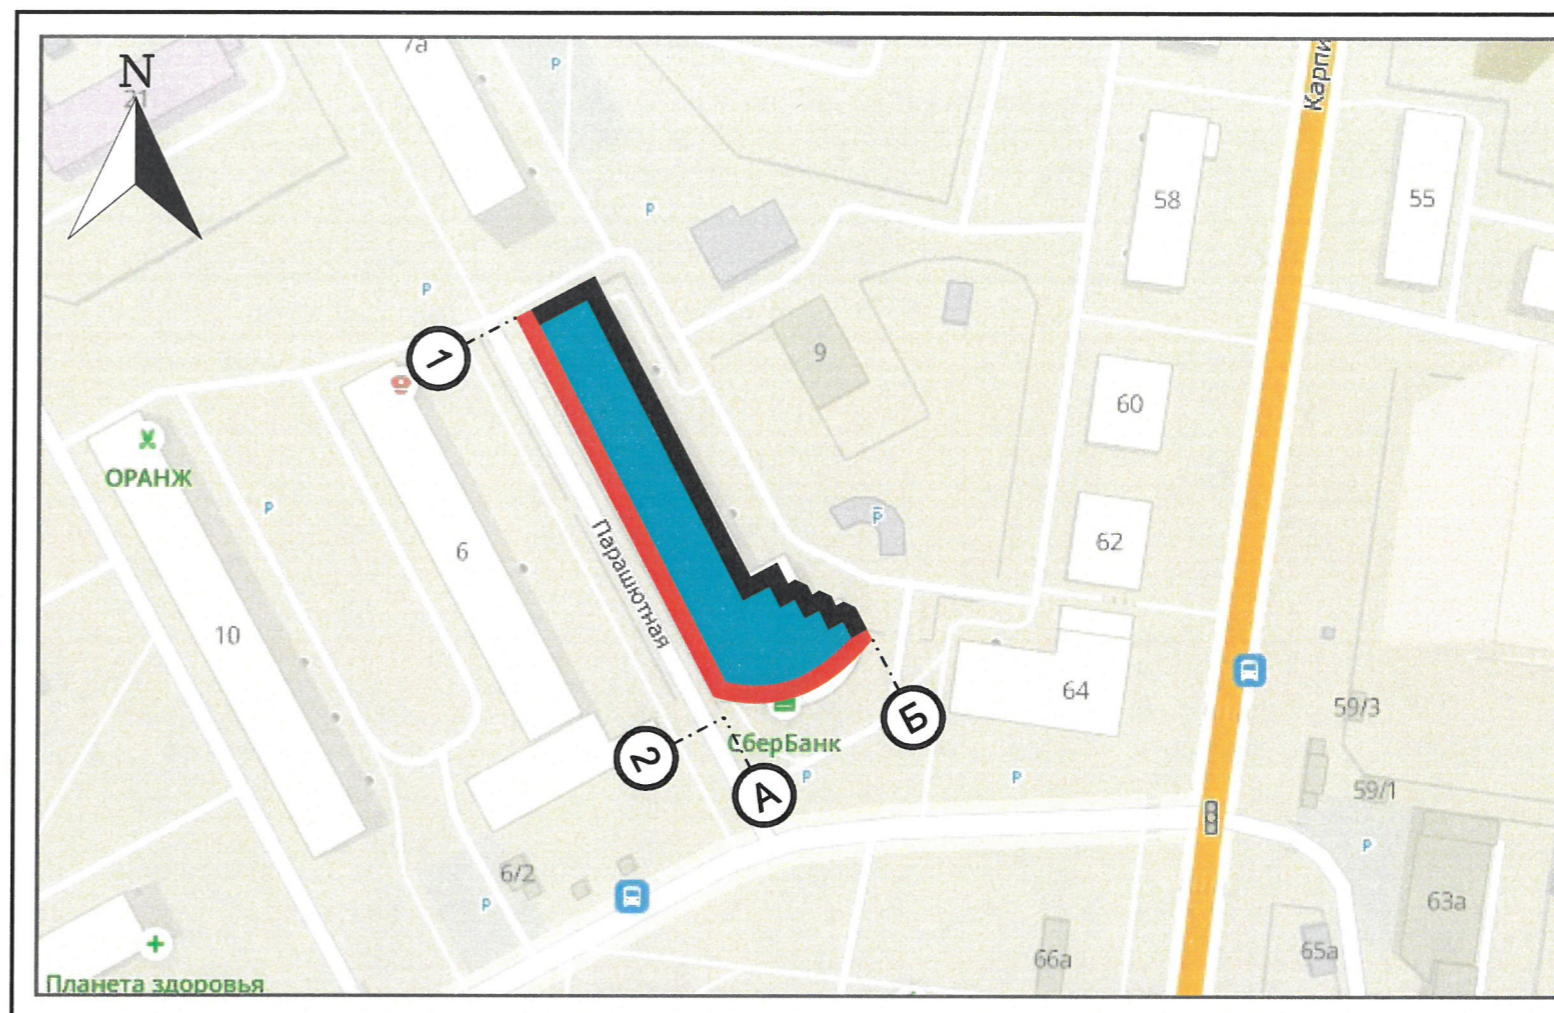 7а
N
21
P
Карпи
P
58
55
P
1
9
60
ОРАНЖ
P
6
P
62
Парашютная
10
64
Б
59/3
2
СберБанк
P
P
А
59/1
P
6/2
P
63а
66а
65а
Планета здоровья